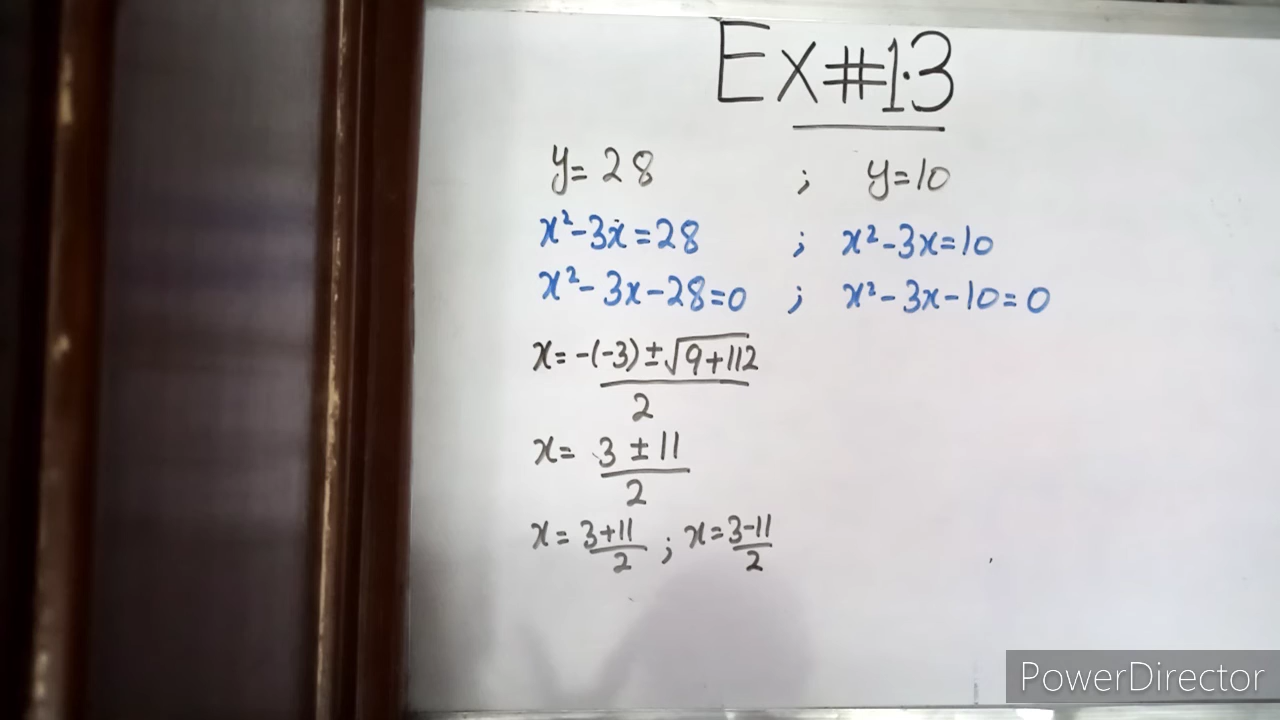 Ex#1.3
y=28 ; y=10
x²-3x=28 ; x²-3x=10
x²-3x-28=0 ; x²-3x-10=0
x=-(-3)±√9+112
2
x= 3±11
2
x=3+11/2 ; x=3-11/2
PowerDirector